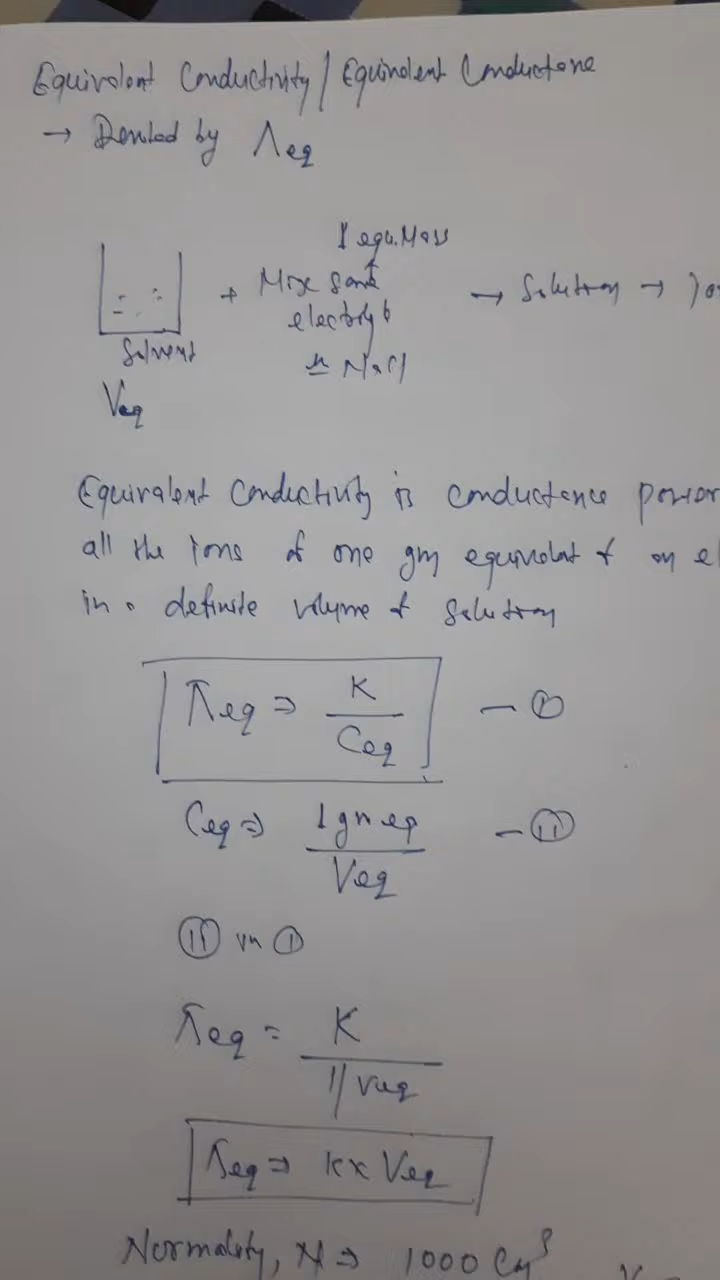 Equivalent Conductivity / Equivalent Conductance
→ Denoted by Λeq
1 equ. Mass
+ Mix some → Solution →
electrolyte
Solvent
NaCl
Veq
Equivalent Conductivity is conductance power
all the ions of one gm equivalent of an el
in a definite volume of Solution
Λeq ⇒ K / Ceq — I
Ceq ⇒ 1 gm eq / Veq — II
II in I
Λeq = K / 1/Veq
Λeq ⇒ K x Veq
Normality, N ⇒ 1000 Cm³